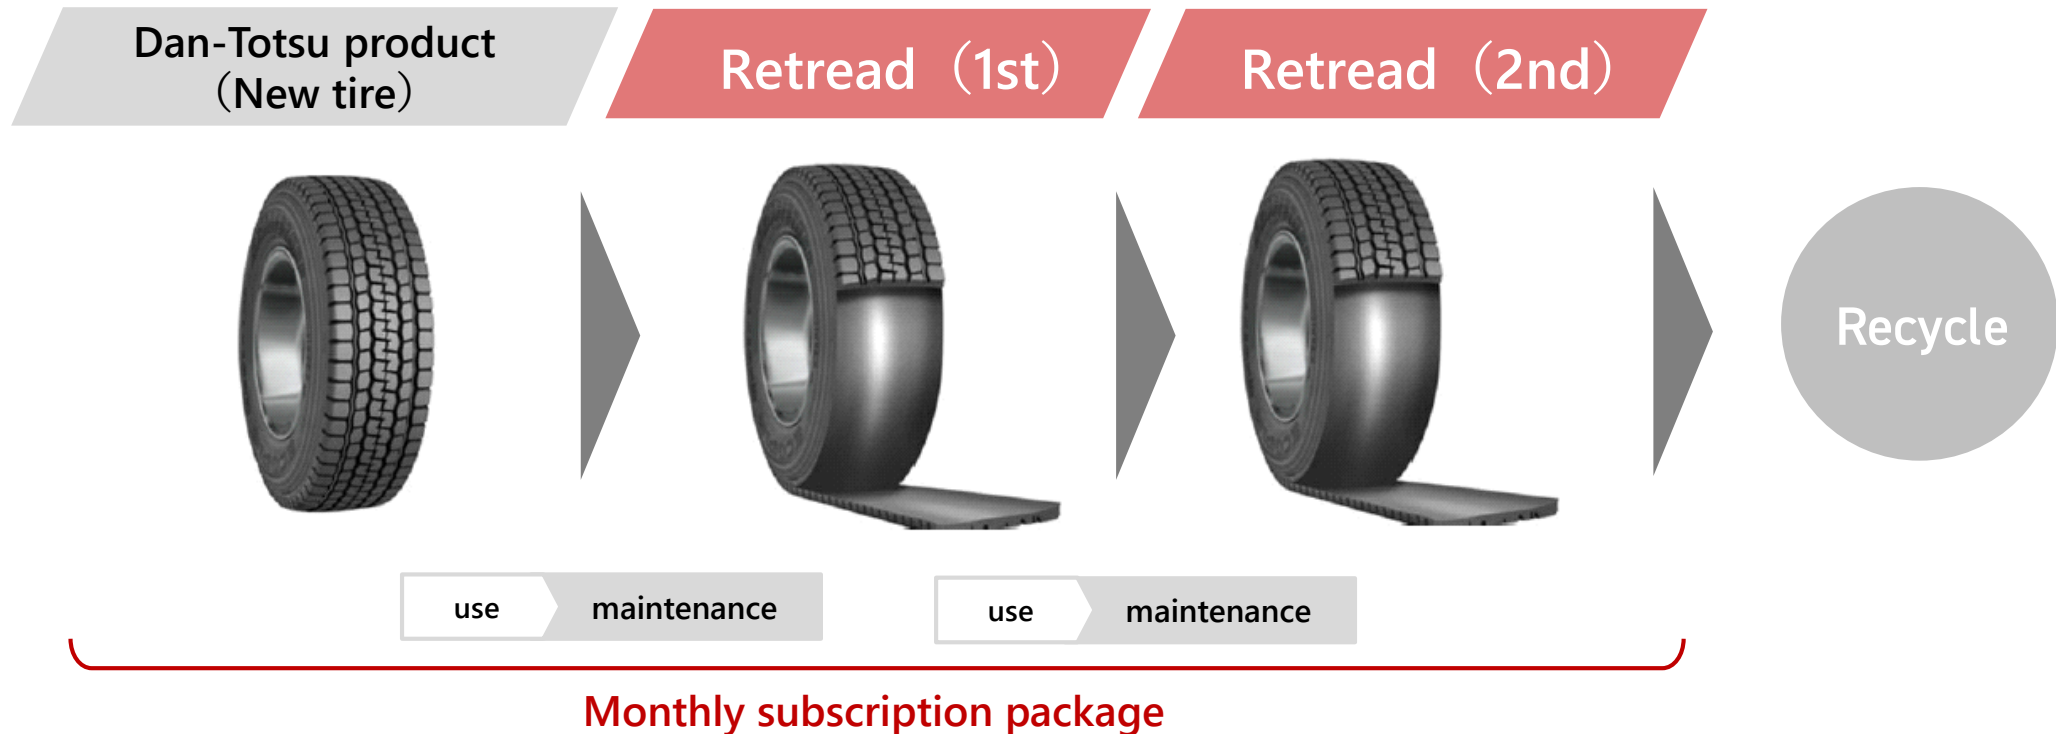 Dan-Totsu product
（New tire）
Retread（1st）
Retread（2nd）
Recycle
use
maintenance
use
maintenance
Monthly subscription package